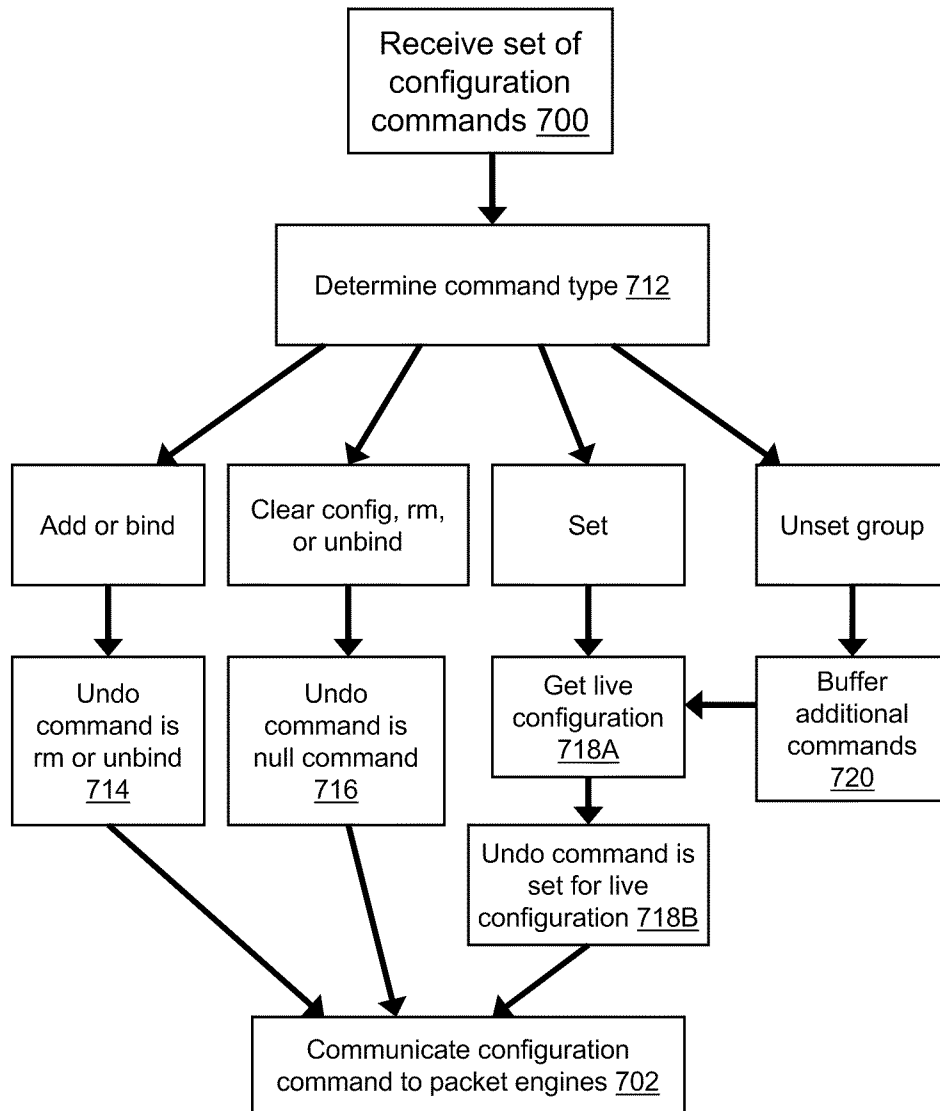 Receive set of
configuration
commands 700
Determine command type 712
Add or bind
Clear config, rm,
or unbind
Set
Unset group
Undo
command is
rm or unbind
714
Undo
command is
null command
716
Get live
configuration
718A
Buffer
additional
commands
720
Undo command is
set for live
configuration 718B
Communicate configuration
command to packet engines 702